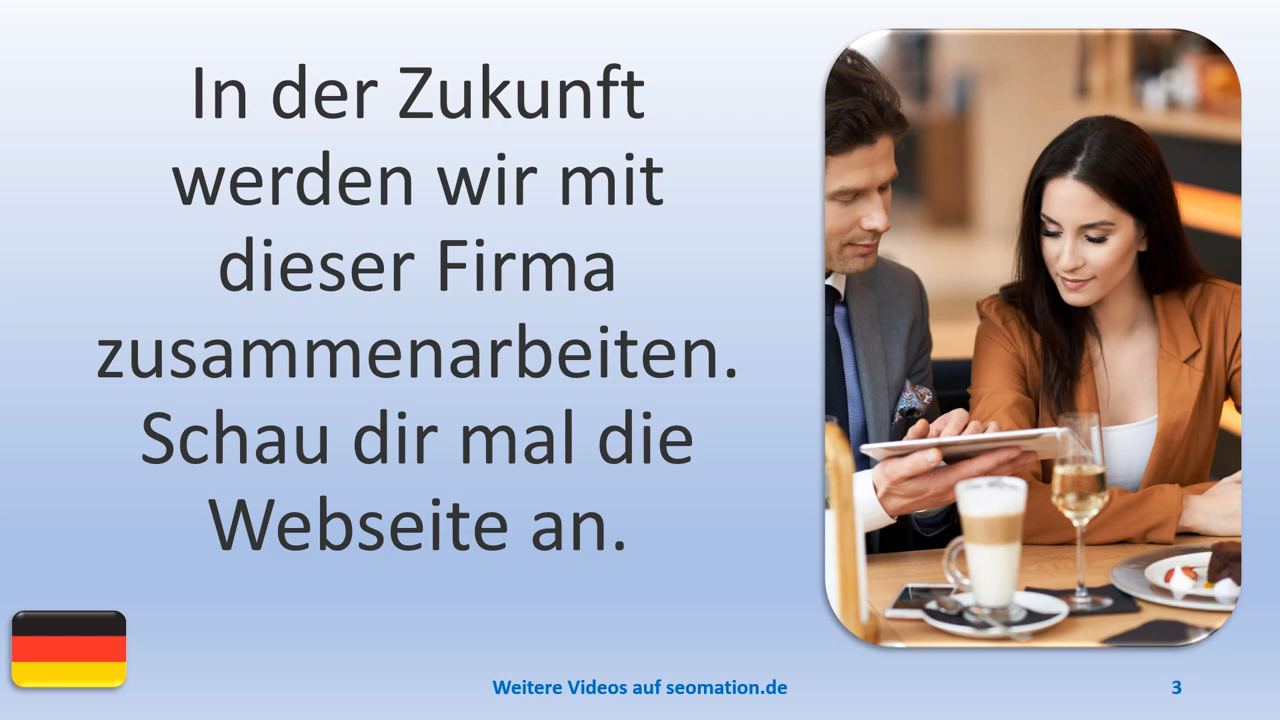 In der Zukunft
werden wir mit
dieser Firma
zusammenarbeiten.
Schau dir mal die
Webseite an.
Weitere Videos auf seomation.de
3